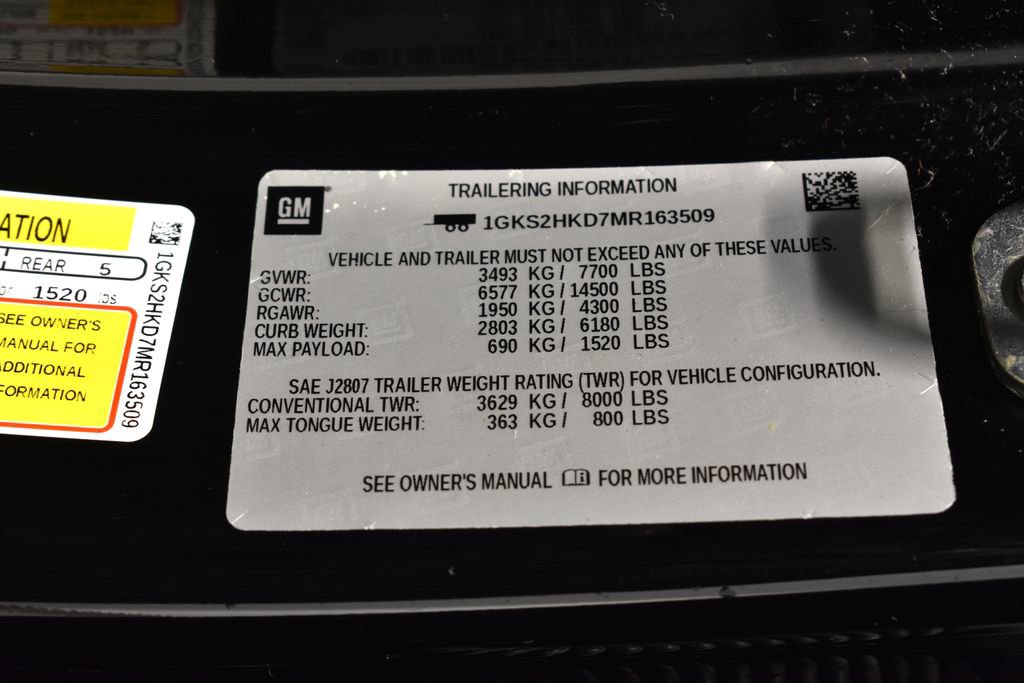 ATION
REAR 5
1520 lbs
SEE OWNER'S
MANUAL FOR
ADDITIONAL
FORMATION
1GKS2HKD7MR163509
GM
TRAILERING INFORMATION
1GKS2HKD7MR163509
VEHICLE AND TRAILER MUST NOT EXCEED ANY OF THESE VALUES.
GVWR: 3493 KG / 7700 LBS
GCWR: 6577 KG / 14500 LBS
RGAWR: 1950 KG / 4300 LBS
CURB WEIGHT: 2803 KG / 6180 LBS
MAX PAYLOAD: 690 KG / 1520 LBS
SAE J2807 TRAILER WEIGHT RATING (TWR) FOR VEHICLE CONFIGURATION.
CONVENTIONAL TWR: 3629 KG / 8000 LBS
MAX TONGUE WEIGHT: 363 KG / 800 LBS
SEE OWNER'S MANUAL FOR MORE INFORMATION